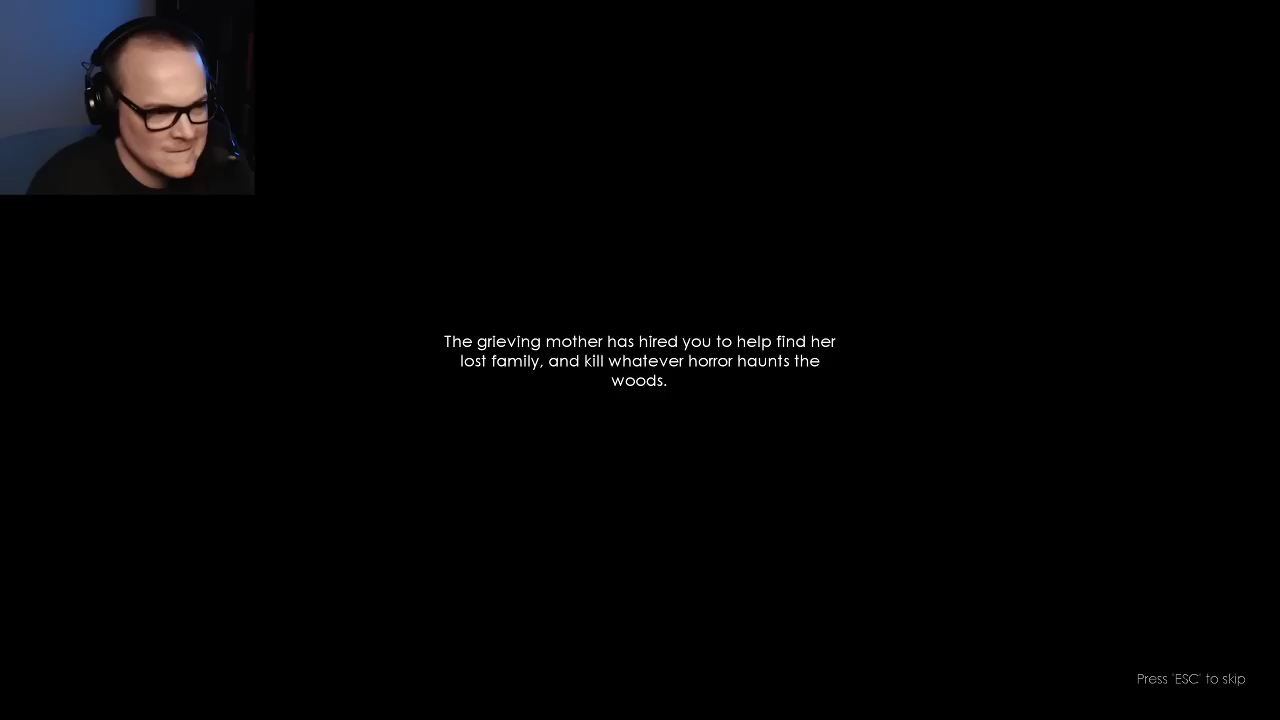 The grieving mother has hired you to help find her
lost family, and kill whatever horror haunts the
woods.
Press 'ESC' to skip